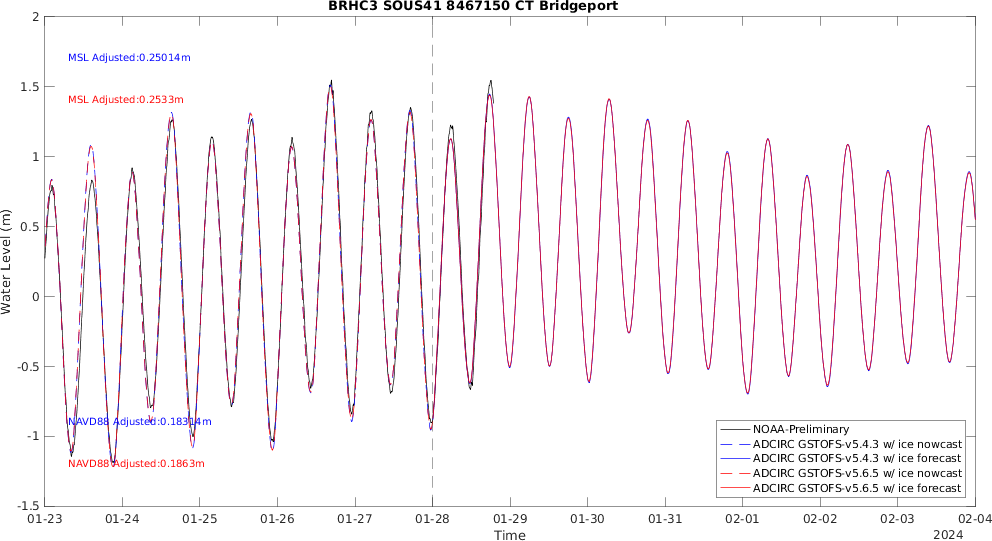 BRHC3 SOUS41 8467150 CT Bridgeport
2
1.5
1
0.5
0
-0.5
-1
-1.5
Water Level (m)
MSL Adjusted:0.25014m
MSL Adjusted:0.2533m
NAVD88 Adjusted:0.18314m
NAVD88 Adjusted:0.1863m
NOAA-Preliminary
ADCIRC GSTOFS-v5.4.3 w/ ice nowcast
ADCIRC GSTOFS-v5.4.3 w/ ice forecast
ADCIRC GSTOFS-v5.6.5 w/ ice nowcast
ADCIRC GSTOFS-v5.6.5 w/ ice forecast
01-23 01-24 01-25 01-26 01-27 01-28 01-29 01-30 01-31 02-01 02-02 02-03 02-04
Time
2024